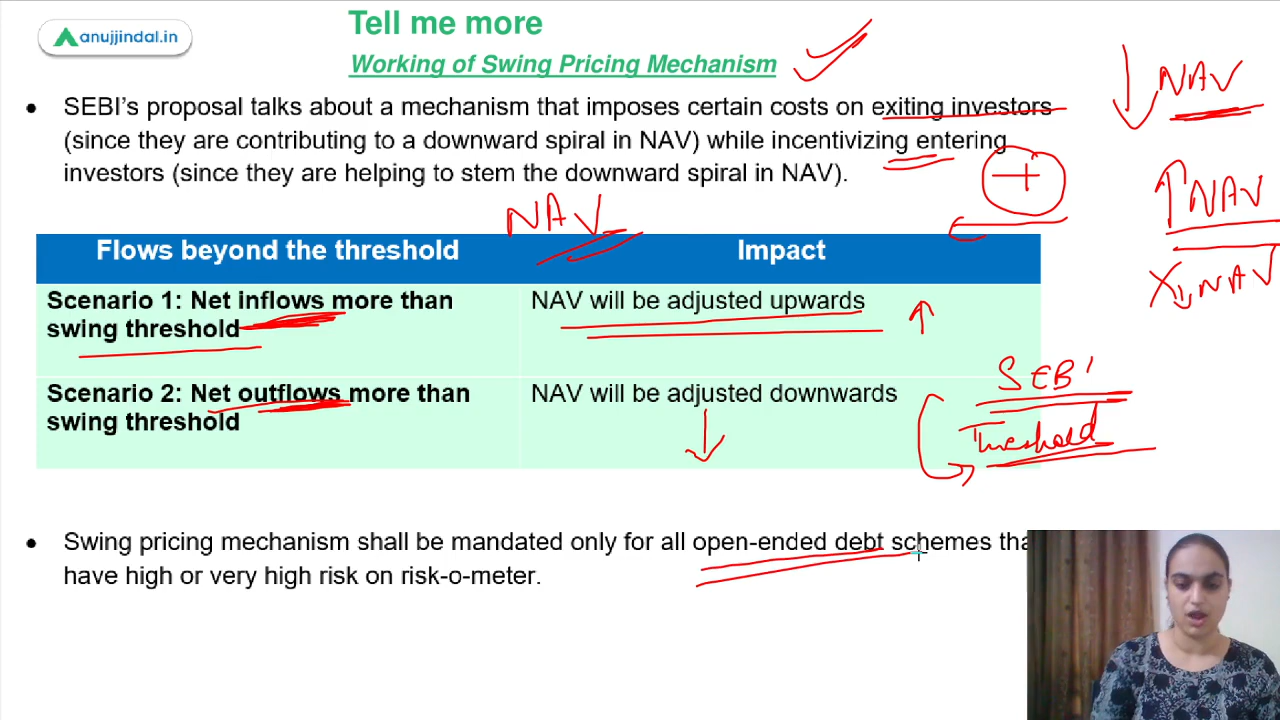 anujjindal.in
Tell me more
Working of Swing Pricing Mechanism
• SEBI's proposal talks about a mechanism that imposes certain costs on exiting investors
(since they are contributing to a downward spiral in NAV) while incentivizing entering
investors (since they are helping to stem the downward spiral in NAV).
↓ NAV
+
↑ NAV
X↓ NAV
NAV
Flows beyond the threshold Impact
Scenario 1: Net inflows more than
swing threshold
NAV will be adjusted upwards
↑
Scenario 2: Net outflows more than
swing threshold
NAV will be adjusted downwards
↓
SEBI
Threshold
• Swing pricing mechanism shall be mandated only for all open-ended debt schemes tha
have high or very high risk on risk-o-meter.